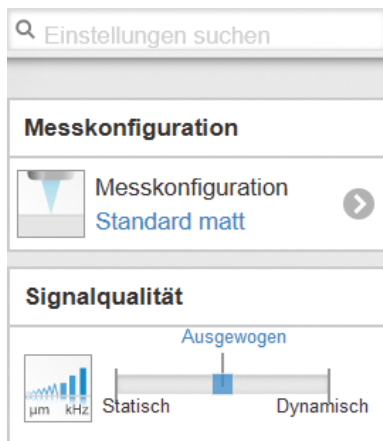 Einstellungen suchen
Messkonfiguration
Messkonfiguration
Standard matt
Signalqualität
Ausgewogen
µm kHz
Statisch Dynamisch